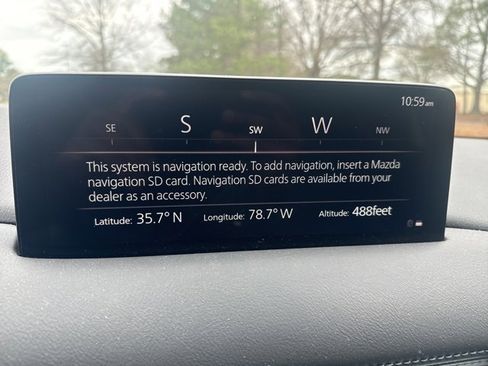 10:59am
SE S SW W NW
This system is navigation ready. To add navigation, insert a Mazda
navigation SD card. Navigation SD cards are available from your
dealer as an accessory.
Latitude: 35.7° N Longitude: 78.7° W Altitude: 488feet